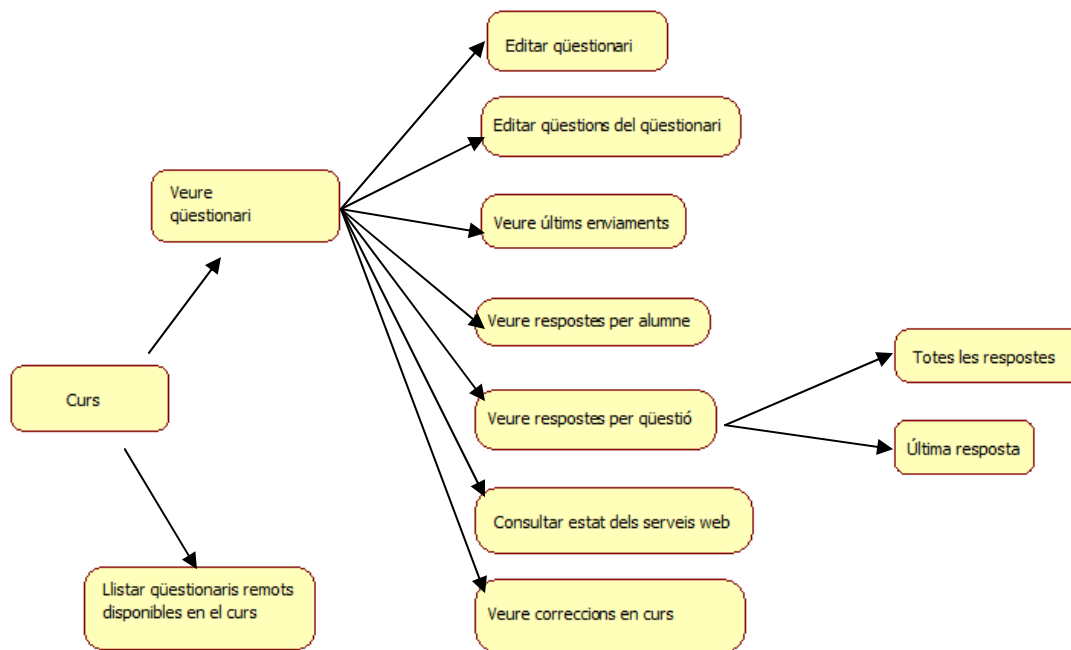 Editar qüestionari
Editar qüestions del qüestionari
Veure
qüestionari
Veure últims enviaments
Veure respostes per alumne
Totes les respostes
Curs
Veure respostes per qüestió
Última resposta
Consultar estat dels serveis web
Llistar qüestionaris remots
disponibles en el curs
Veure correccions en curs